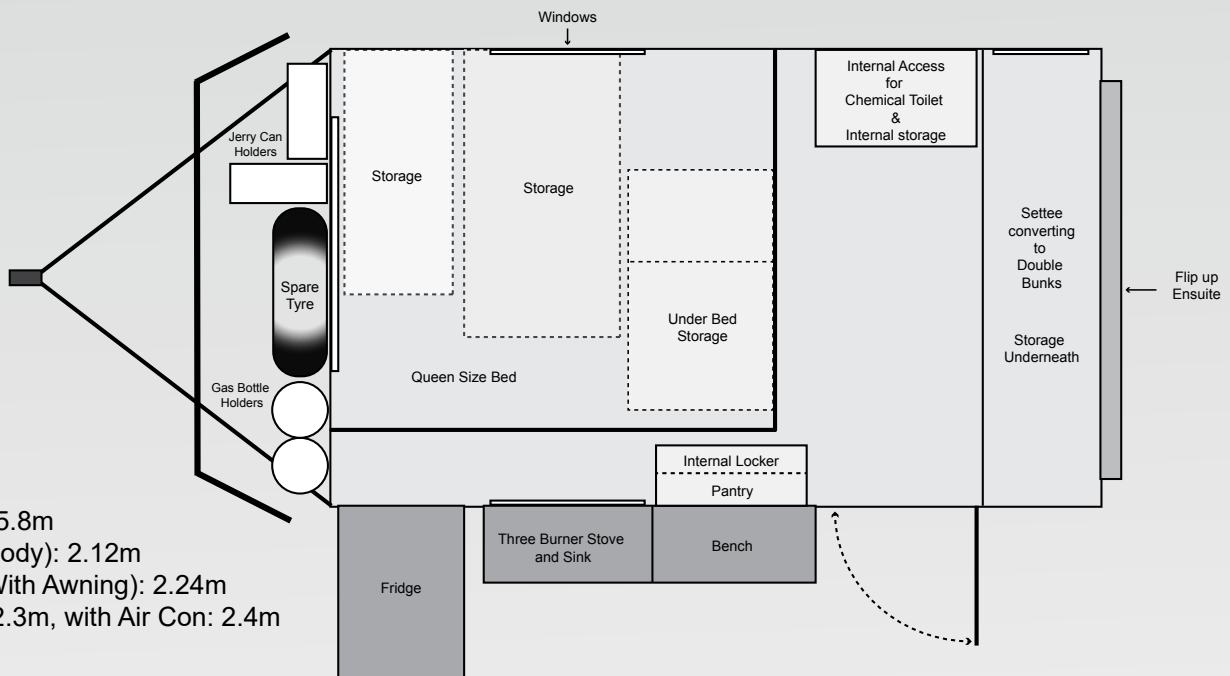 Windows
Internal Access
for
Chemical Toilet
&
Internal storage
Jerry Can
Holders
Storage
Storage
Spare
Tyre
Under Bed
Storage
Queen Size Bed
Gas Bottle
Holders
Settee
converting
to
Double
Bunks
Storage
Underneath
Flip up
Ensuite
Internal Locker
Pantry
Three Burner Stove
and Sink
Bench
Fridge
5.8m
ody): 2.12m
With Awning): 2.24m
2.3m, with Air Con: 2.4m